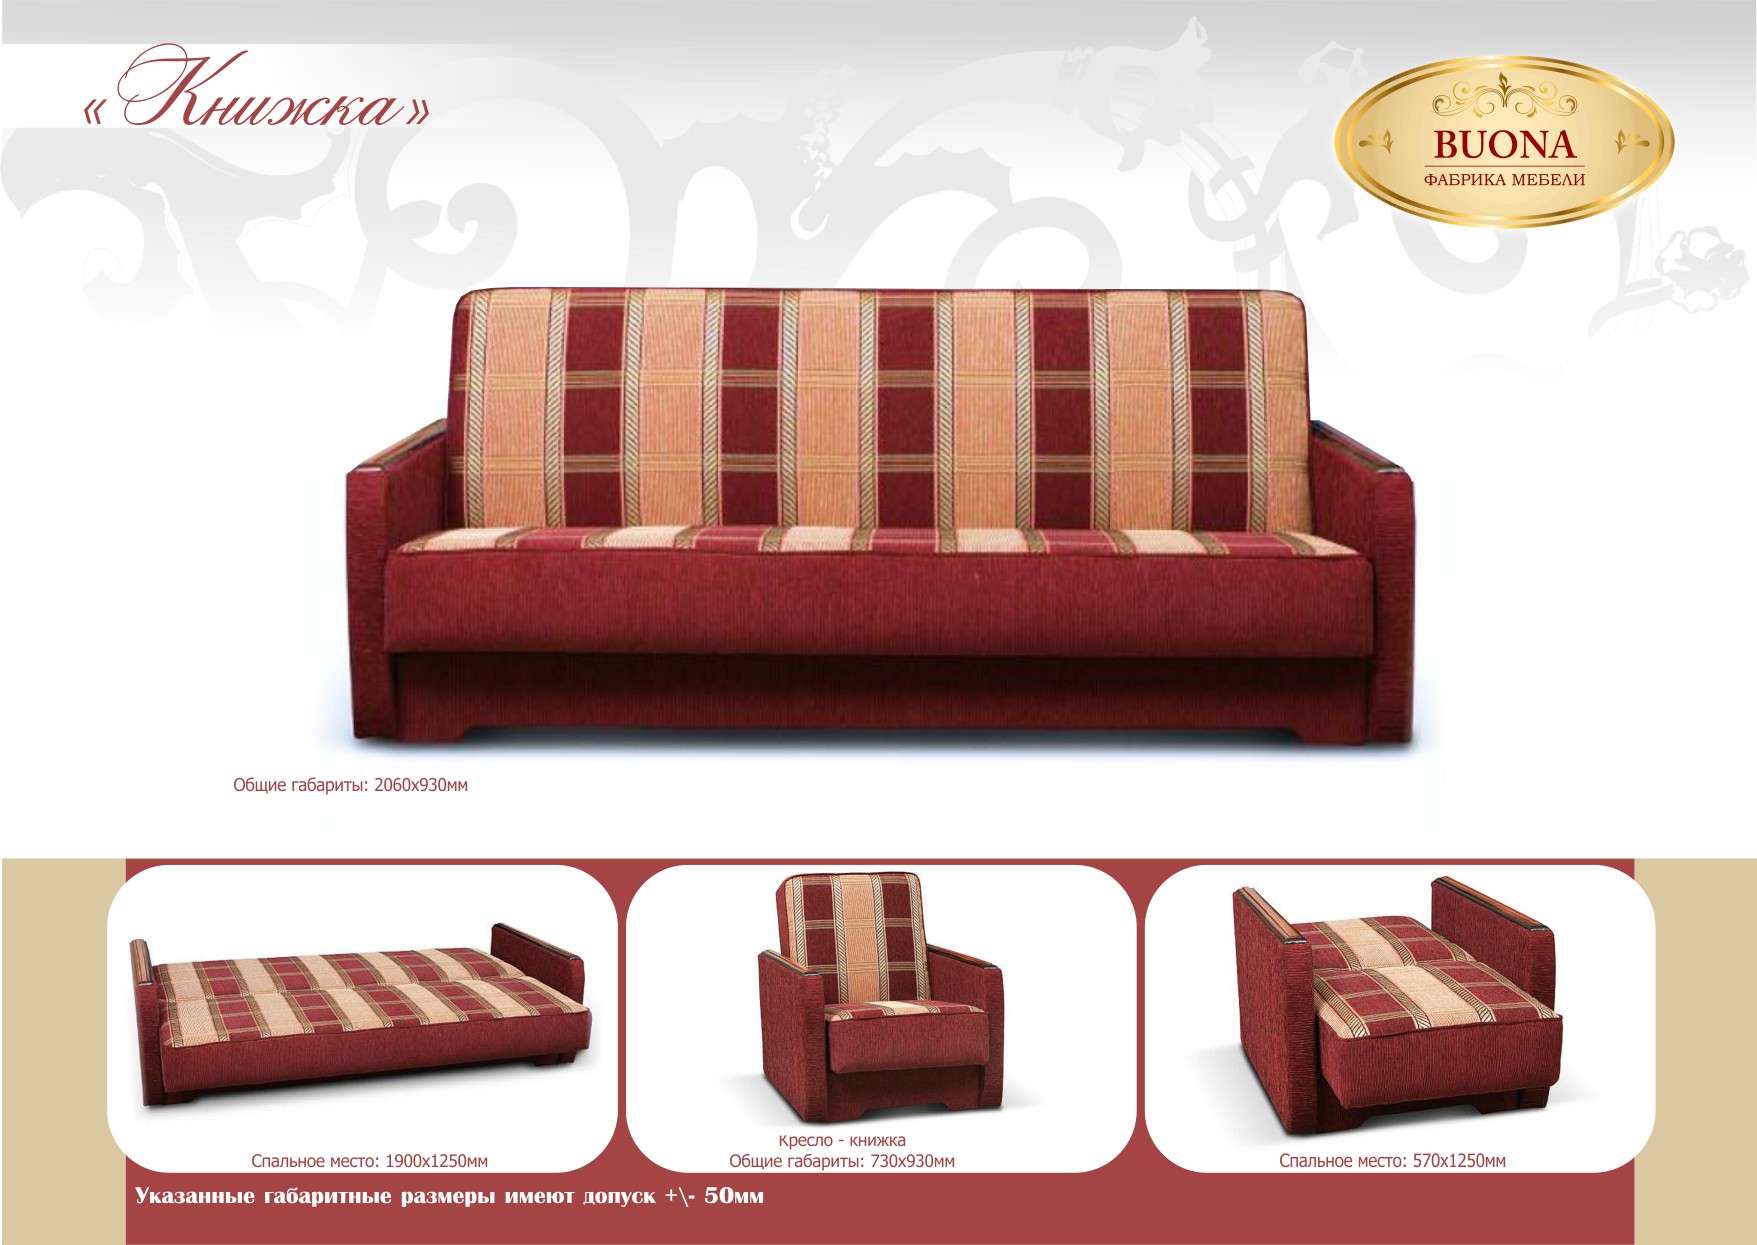 «Книжка»
BUONA
ФАБРИКА МЕБЕЛИ
Общие габариты: 2060х930мм
Спальное место: 1900х1250мм
Кресло - книжка
Общие габариты: 730х930мм
Спальное место: 570х1250мм
Указанные габаритные размеры имеют допуск +\- 50мм